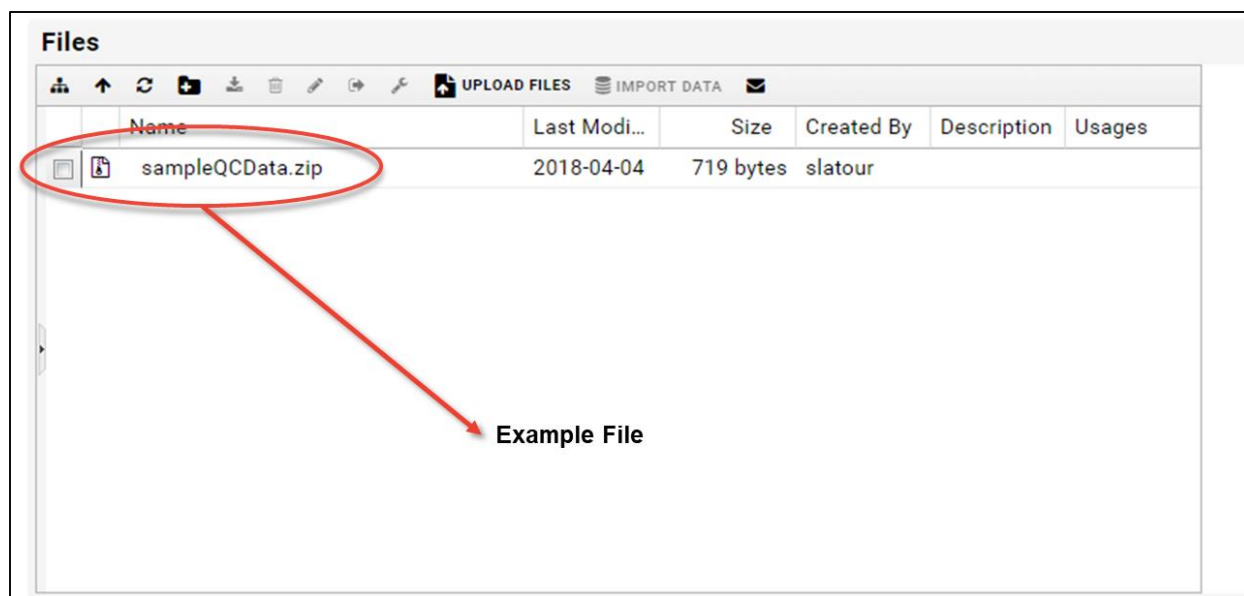 Files
UPLOAD FILES IMPORT DATA
Name Last Modi... Size Created By Description Usages
sampleQCData.zip 2018-04-04 719 bytes slatour
Example File